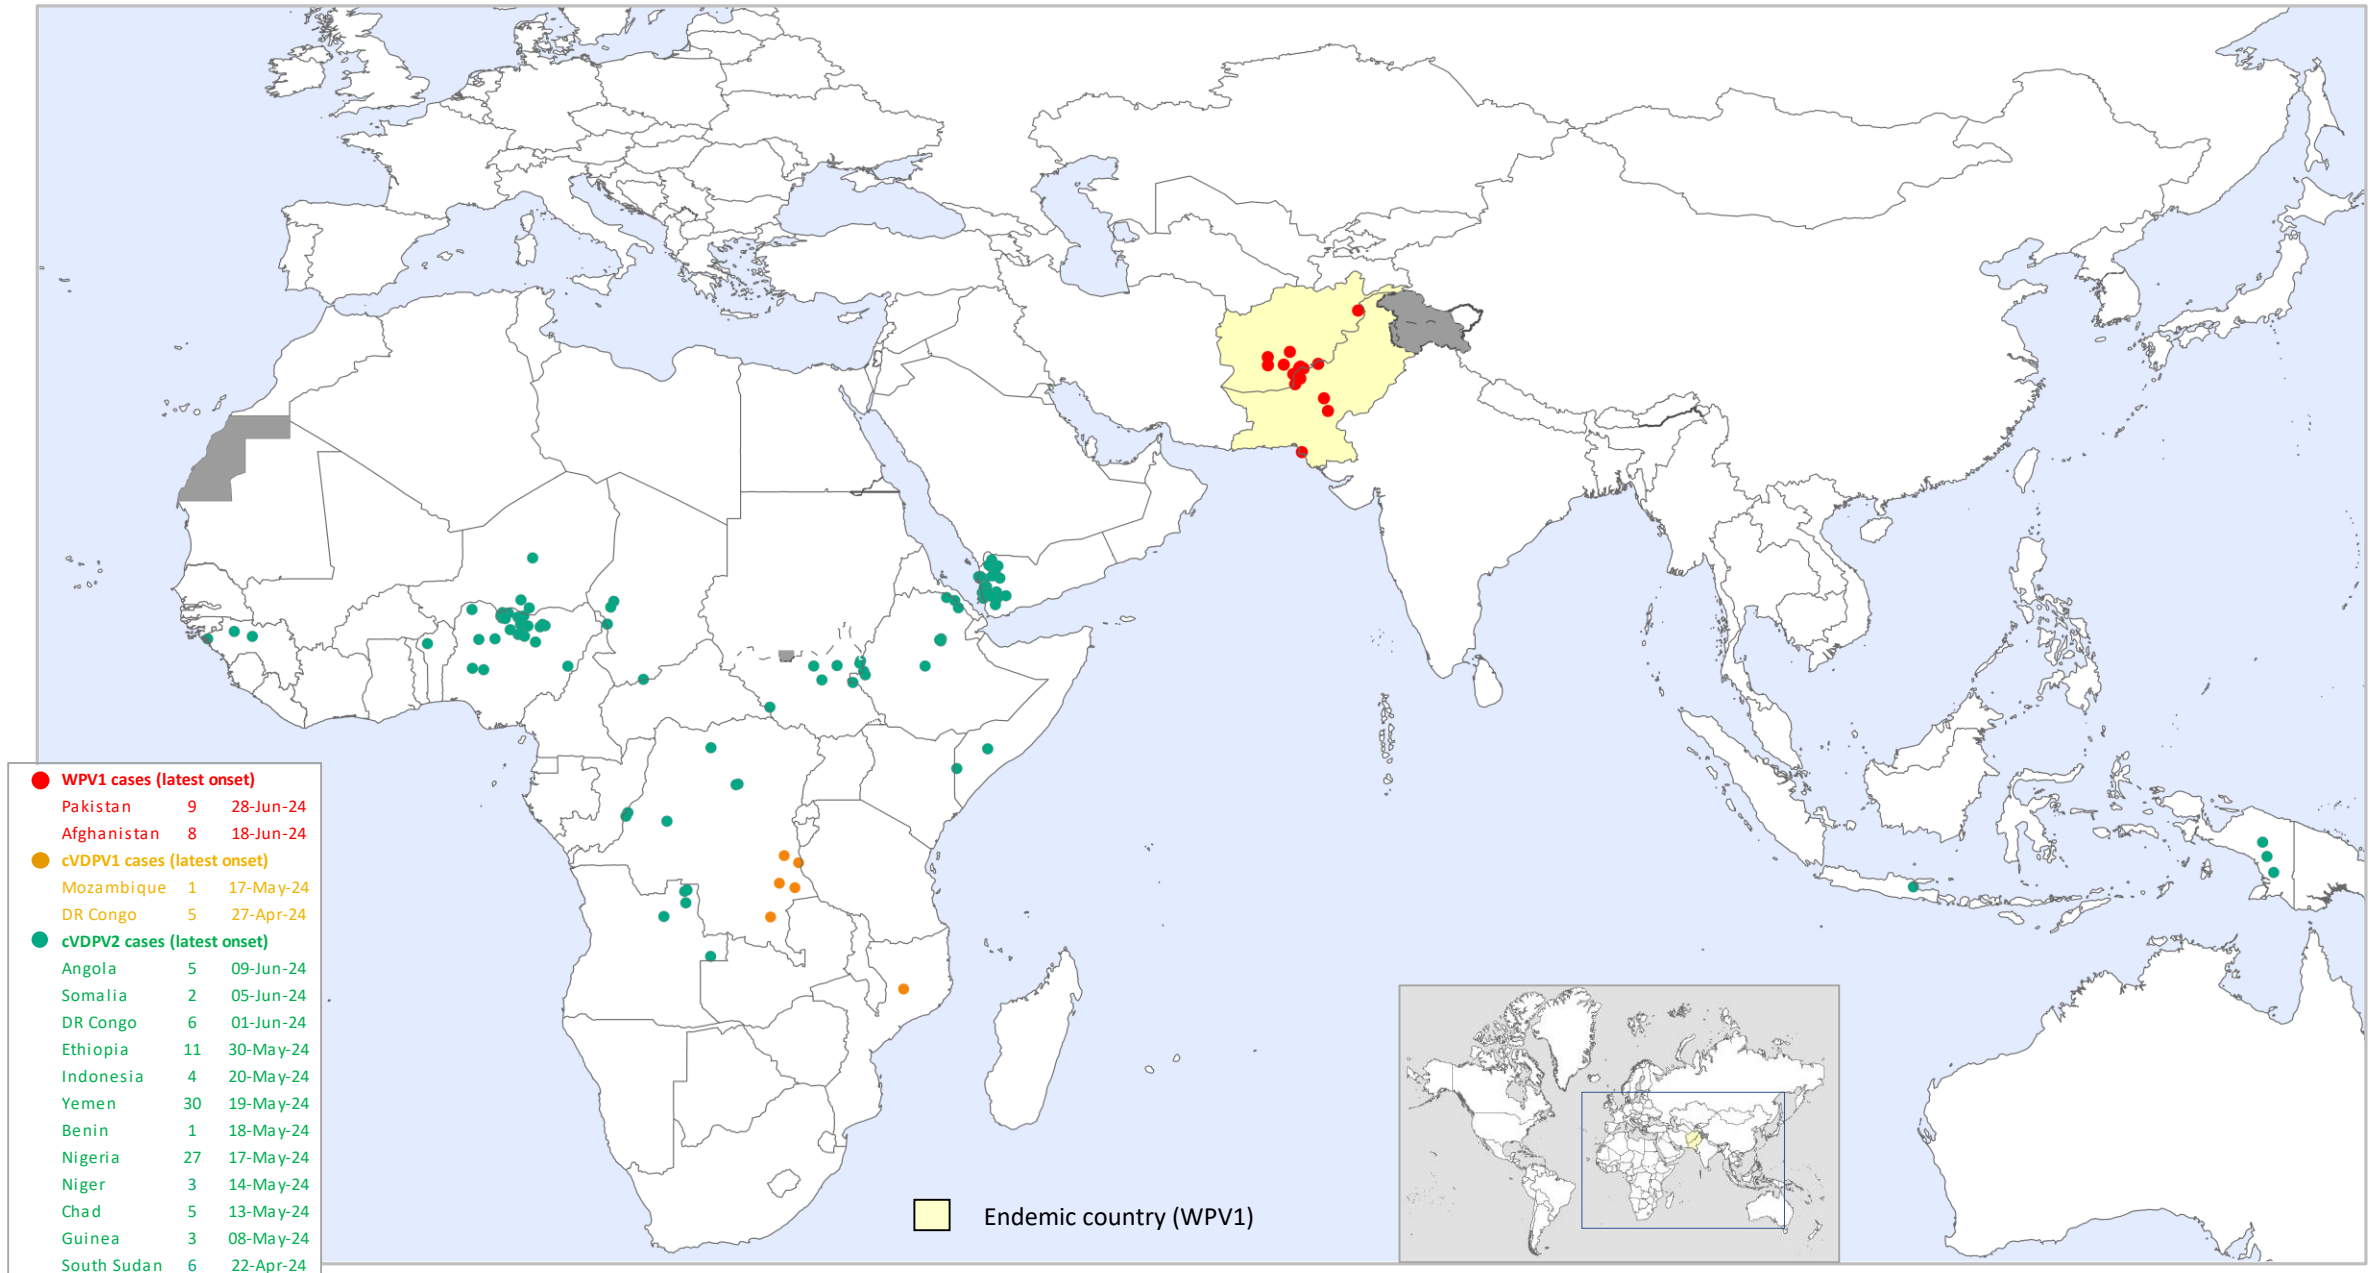 WPV1 cases (latest onset)
Pakistan 9 28-Jun-24
Afghanistan 8 18-Jun-24
cVDPV1 cases (latest onset)
Mozambique 1 17-May-24
DR Congo 5 27-Apr-24
cVDPV2 cases (latest onset)
Angola 5 09-Jun-24
Somalia 2 05-Jun-24
DR Congo 6 01-Jun-24
Ethiopia 11 30-May-24
Indonesia 4 20-May-24
Yemen 30 19-May-24
Benin 1 18-May-24
Nigeria 27 17-May-24
Niger 3 14-May-24
Chad 5 13-May-24
Guinea 3 08-May-24
South Sudan 6 22-Apr-24
Endemic country (WPV1)